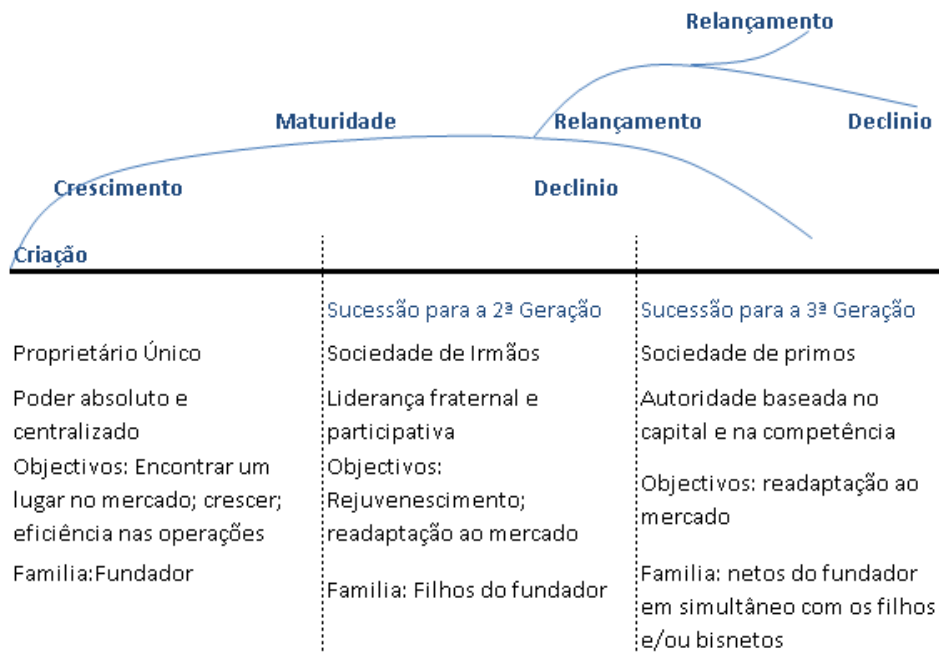 Relançamento
Maturidade
Relançamento
Declinio
Crescimento
Declinio
Criação
Sucessão para a 2ª Geração
Sucessão para a 3ª Geração
Proprietário Único
Sociedade de Irmãos
Sociedade de primos
Poder absoluto e
centralizado
Liderança fraternal e
participativa
Autoridade baseada no
capital e na competência
Objectivos: Encontrar um
lugar no mercado; crescer;
eficiência nas operações
Objectivos:
Rejuvenescimento;
readaptação ao mercado
Objectivos: readaptação ao
mercado
Familia:Fundador
Familia: Filhos do fundador
Familia: netos do fundador
em simultâneo com os filhos
e/ou bisnetos